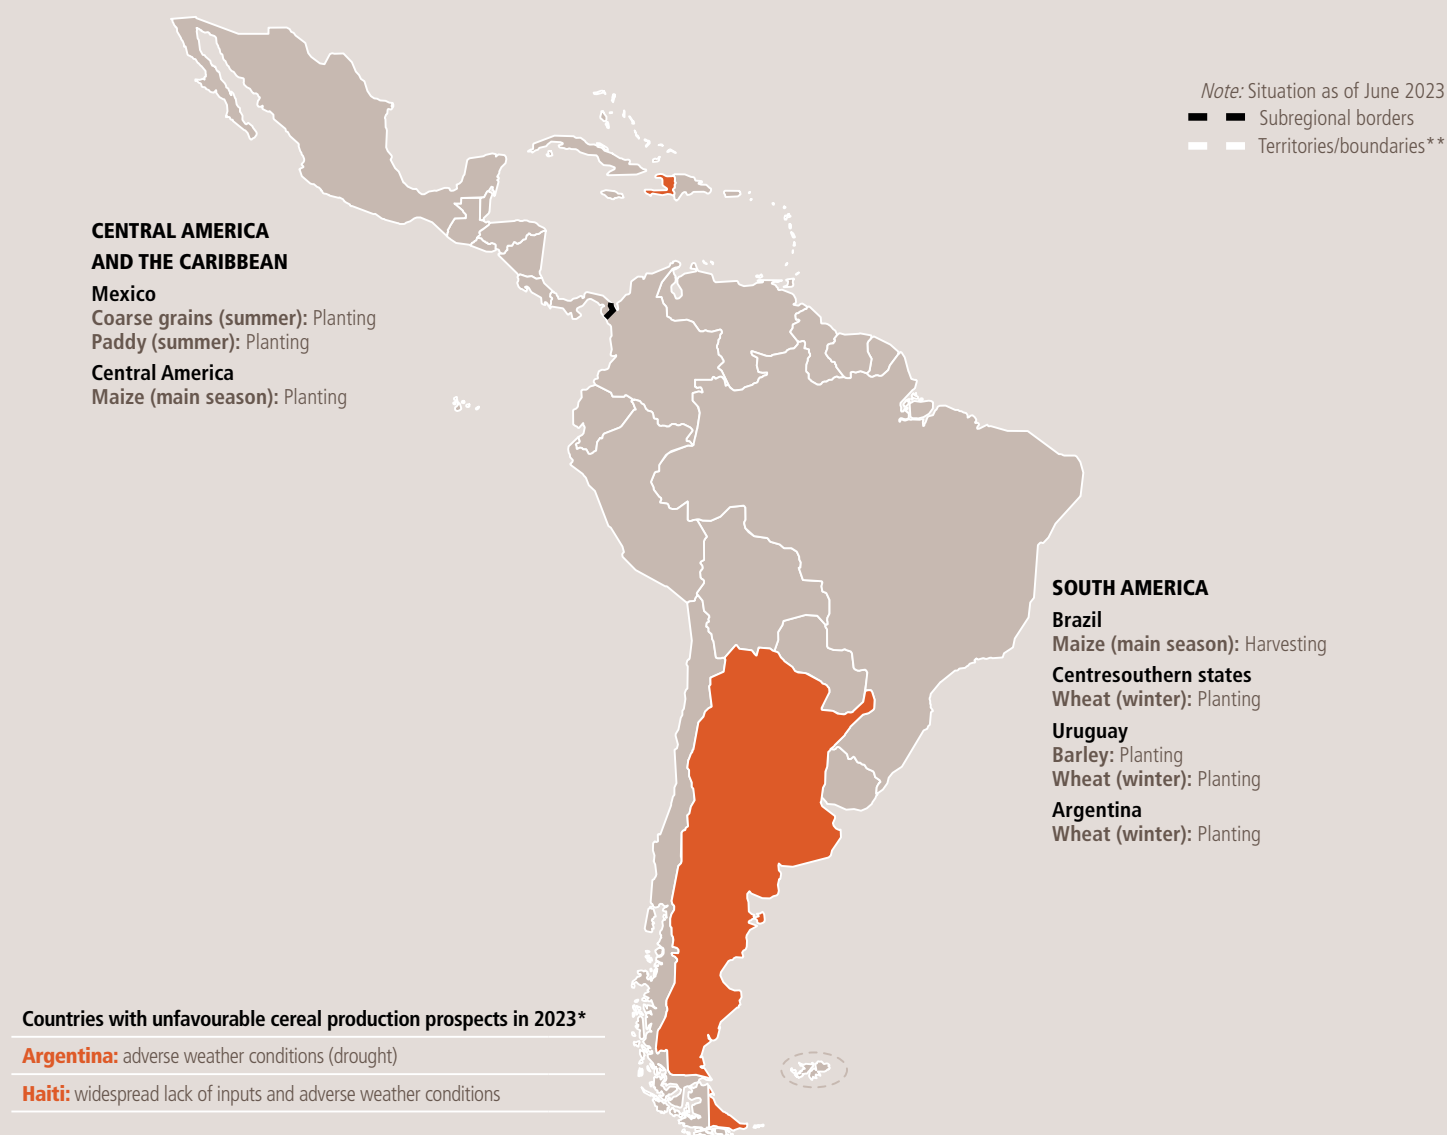 Note: Situation as of June 2023
Subregional borders
Territories/boundaries**
CENTRAL AMERICA
AND THE CARIBBEAN
Mexico
Coarse grains (summer): Planting
Paddy (summer): Planting
Central America
Maize (main season): Planting
SOUTH AMERICA
Brazil
Maize (main season): Harvesting
Centresouthern states
Wheat (winter): Planting
Uruguay
Barley: Planting
Wheat (winter): Planting
Argentina
Wheat (winter): Planting
Countries with unfavourable cereal production prospects in 2023*
Argentina: adverse weather conditions (drought)
Haiti: widespread lack of inputs and adverse weather conditions